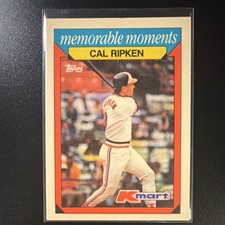 memorable moments
CAL RIPKEN
Topps
Kmart